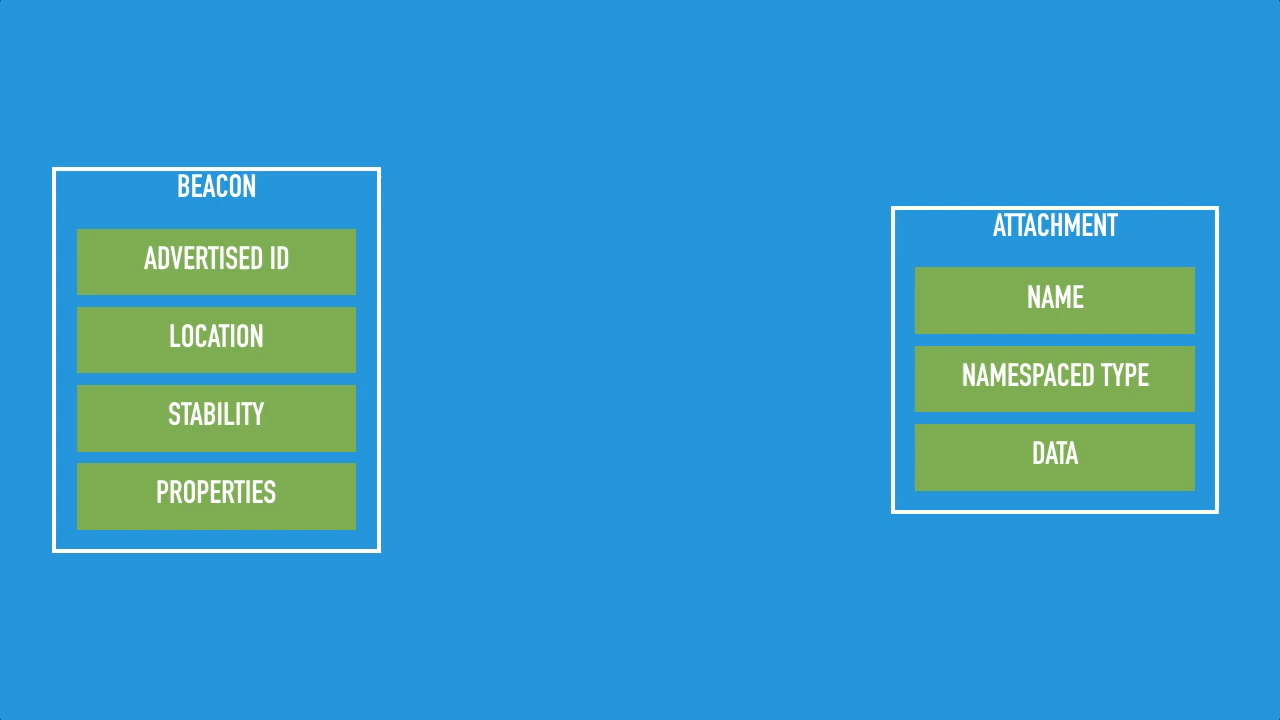 BEACON
ADVERTISED ID
LOCATION
STABILITY
PROPERTIES
ATTACHMENT
NAME
NAMESPACED TYPE
DATA